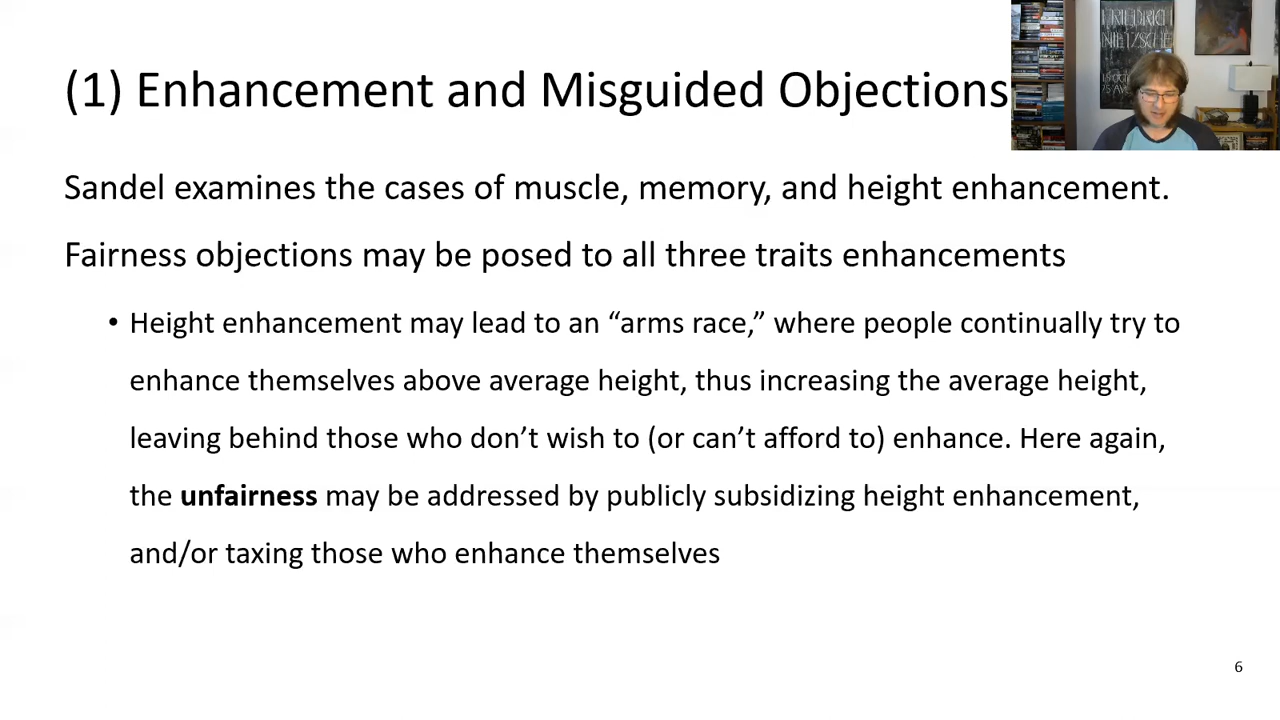 (1) Enhancement and Misguided Objections
FRIEDRICH
NIETZSCHE
Sandel examines the cases of muscle, memory, and height enhancement.
Fairness objections may be posed to all three traits enhancements
• Height enhancement may lead to an “arms race,” where people continually try to
enhance themselves above average height, thus increasing the average height,
leaving behind those who don’t wish to (or can’t afford to) enhance. Here again,
the unfairness may be addressed by publicly subsidizing height enhancement,
and/or taxing those who enhance themselves
6